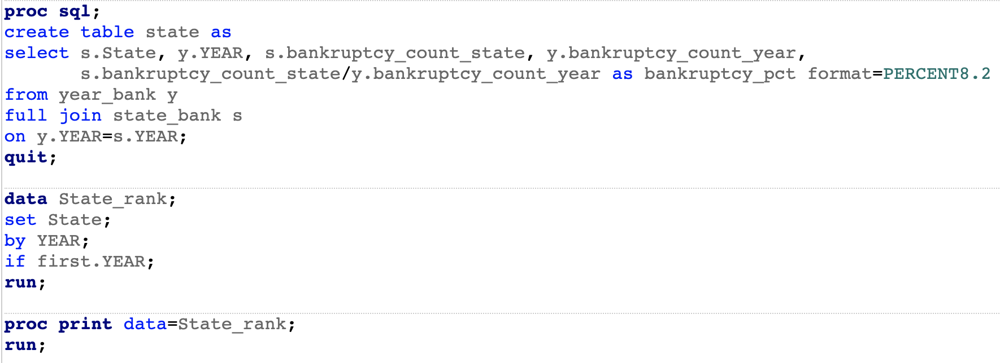 proc sql;
create table state as
select s.State, y.YEAR, s.bankruptcy_count_state, y.bankruptcy_count_year,
s.bankruptcy_count_state/y.bankruptcy_count_year as bankruptcy_pct format=PERCENT8.2
from year_bank y
full join state_bank s
on y.YEAR=s.YEAR;
quit;
data State_rank;
set State;
by YEAR;
if first.YEAR;
run;
proc print data=State_rank;
run;